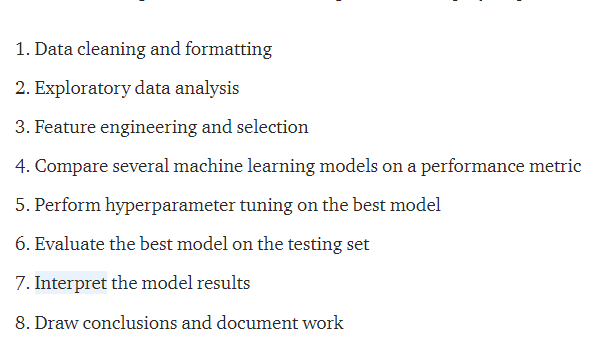 1. Data cleaning and formatting
2. Exploratory data analysis
3. Feature engineering and selection
4. Compare several machine learning models on a performance metric
5. Perform hyperparameter tuning on the best model
6. Evaluate the best model on the testing set
7. Interpret the model results
8. Draw conclusions and document work